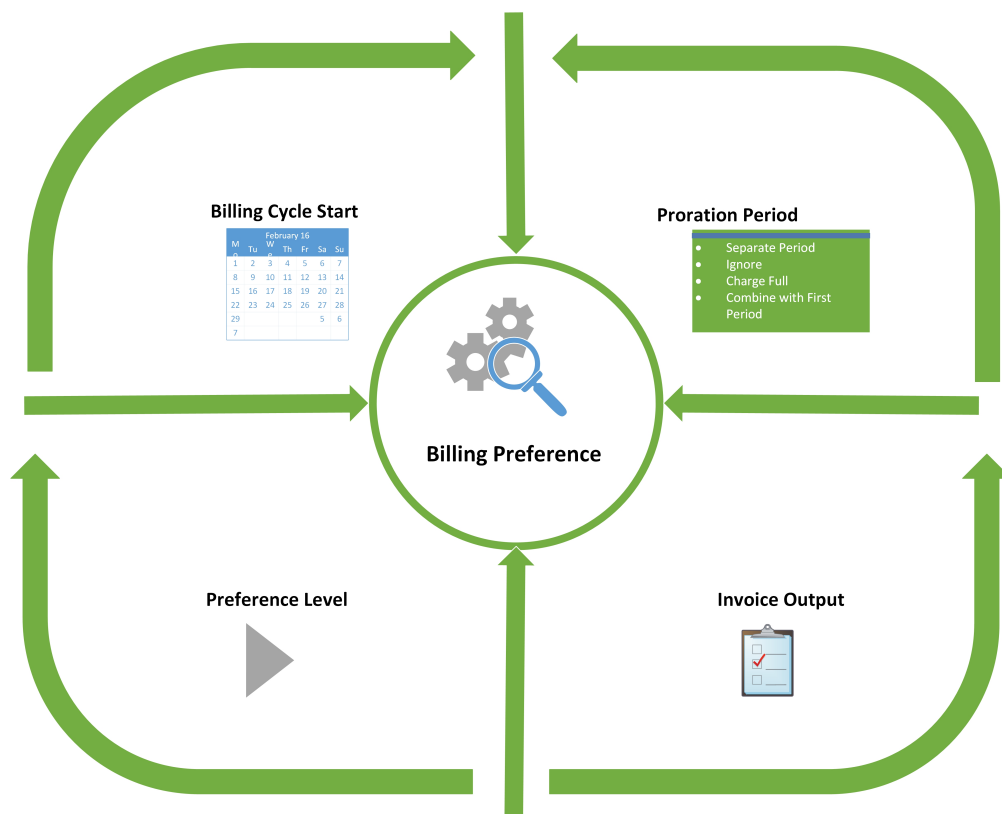 Billing Cycle Start
February 16
M Tu W Th Fr Sa Su
1 2 3 4 5 6 7
8 9 10 11 12 13 14
15 16 17 18 19 20 21
22 23 24 25 26 27 28
29 5 6
7
Proration Period
• Separate Period
• Ignore
• Charge Full
• Combine with First
Period
Billing Preference
Preference Level
Invoice Output